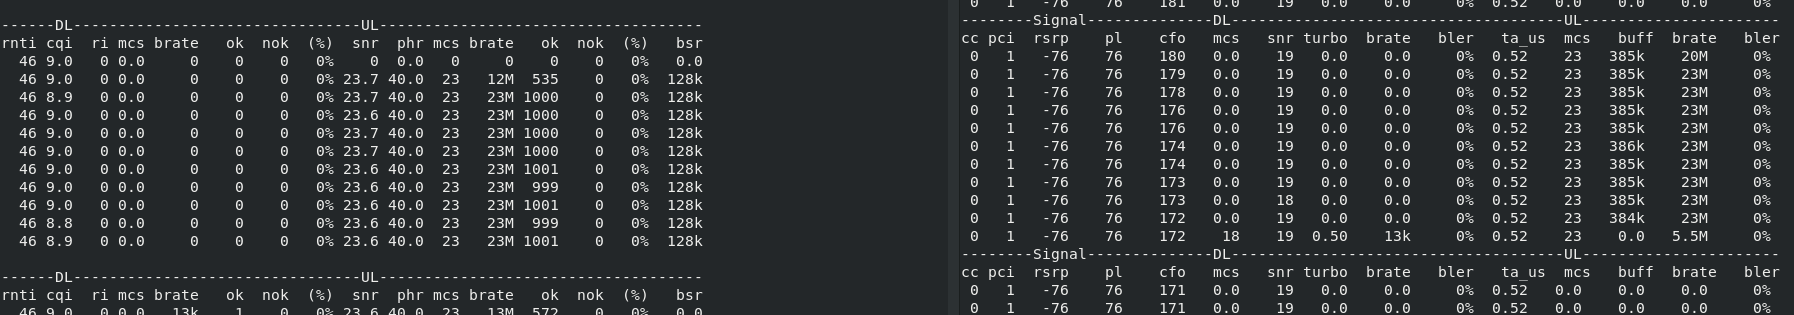 ------DL--------------------------------UL------------------------------------
rnti cqi  ri mcs brate   ok  nok  (%)  snr  phr mcs brate   ok  nok  (%)  bsr
46 9.0 0 0.0 0 0 0 0% 0 0.0 0 0 0 0 0% 0.0
46 9.0 0 0.0 0 0 0 0% 23.7 40.0 23 12M 535 0 0% 128k
46 8.9 0 0.0 0 0 0 0% 23.7 40.0 23 23M 1000 0 0% 128k
46 9.0 0 0.0 0 0 0 0% 23.6 40.0 23 23M 1000 0 0% 128k
46 9.0 0 0.0 0 0 0 0% 23.7 40.0 23 23M 1000 0 0% 128k
46 9.0 0 0.0 0 0 0 0% 23.7 40.0 23 23M 1000 0 0% 128k
46 9.0 0 0.0 0 0 0 0% 23.6 40.0 23 23M 1001 0 0% 128k
46 9.0 0 0.0 0 0 0 0% 23.6 40.0 23 23M 999 0 0% 128k
46 9.0 0 0.0 0 0 0 0% 23.6 40.0 23 23M 1001 0 0% 128k
46 8.8 0 0.0 0 0 0 0% 23.6 40.0 23 23M 999 0 0% 128k
46 8.9 0 0.0 0 0 0 0% 23.6 40.0 23 23M 1001 0 0% 128k
------DL--------------------------------UL------------------------------------
rnti cqi  ri mcs brate   ok  nok  (%)  snr  phr mcs brate   ok  nok  (%)  bsr
46 9.0 0 0.0 13k 1 0 0% 23.6 40.0 23 13M 572 0 0% 0.0
0 1 -76 76 181 0.0 19 0.0 0.0 0% 0.52 0.0 0.0 0.0 0%
--------Signal--------------DL-------------------------------------UL----------------------
cc pci rsrp pl cfo mcs snr turbo brate bler ta_us mcs buff brate bler
0 1 -76 76 180 0.0 19 0.0 0.0 0% 0.52 23 385k 20M 0%
0 1 -76 76 179 0.0 19 0.0 0.0 0% 0.52 23 385k 23M 0%
0 1 -76 76 178 0.0 19 0.0 0.0 0% 0.52 23 385k 23M 0%
0 1 -76 76 176 0.0 19 0.0 0.0 0% 0.52 23 385k 23M 0%
0 1 -76 76 176 0.0 19 0.0 0.0 0% 0.52 23 385k 23M 0%
0 1 -76 76 174 0.0 19 0.0 0.0 0% 0.52 23 386k 23M 0%
0 1 -76 76 174 0.0 19 0.0 0.0 0% 0.52 23 385k 23M 0%
0 1 -76 76 173 0.0 19 0.0 0.0 0% 0.52 23 385k 23M 0%
0 1 -76 76 173 0.0 18 0.0 0.0 0% 0.52 23 385k 23M 0%
0 1 -76 76 172 0.0 19 0.0 0.0 0% 0.52 23 384k 23M 0%
0 1 -76 76 172 18 19 0.50 13k 0% 0.52 23 0.0 5.5M 0%
--------Signal--------------DL-------------------------------------UL----------------------
cc pci rsrp pl cfo mcs snr turbo brate bler ta_us mcs buff brate bler
0 1 -76 76 171 0.0 19 0.0 0.0 0% 0.52 0.0 0.0 0.0 0%
0 1 -76 76 171 0.0 19 0.0 0.0 0% 0.52 0.0 0.0 0.0 0%